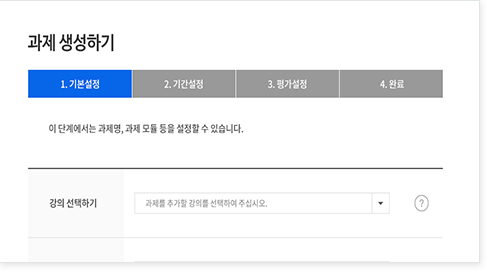 과제 생성하기
1. 기본설정
2. 기간설정
3. 평가설정
4. 완료
이 단계에서는 과제명, 과제 모듈 등을 설정할 수 있습니다.
강의 선택하기
과제를 추가할 강의를 선택하여 주십시오.
?